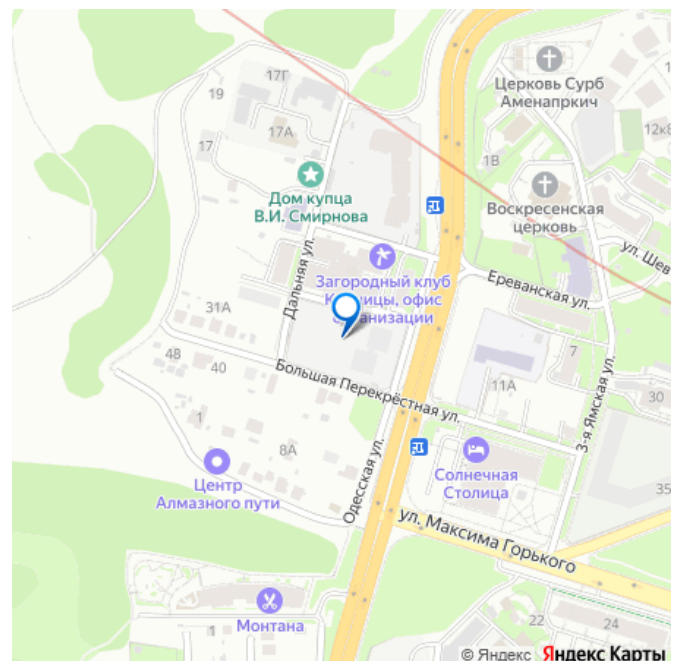 17Г
19
17А
17
Дом купца
В.И. Смирнова
Церковь Сурб
Аменапркич
12к8
1В
Воскресенская
церковь
ул. Шев
Дальняя ул.
Загородный клуб
К
ницы, офис
анизации
Ереванская ул.
31А
48
40
Большая Перекрёстная ул.
7
11А
3-я Ямская ул.
30
1
8А
Центр
Алмазного пути
Одесская ул.
Солнечная
Столица
35
ул. Максима Горького
1
Монтана
22
24
© Яндекс Яндекс Карты